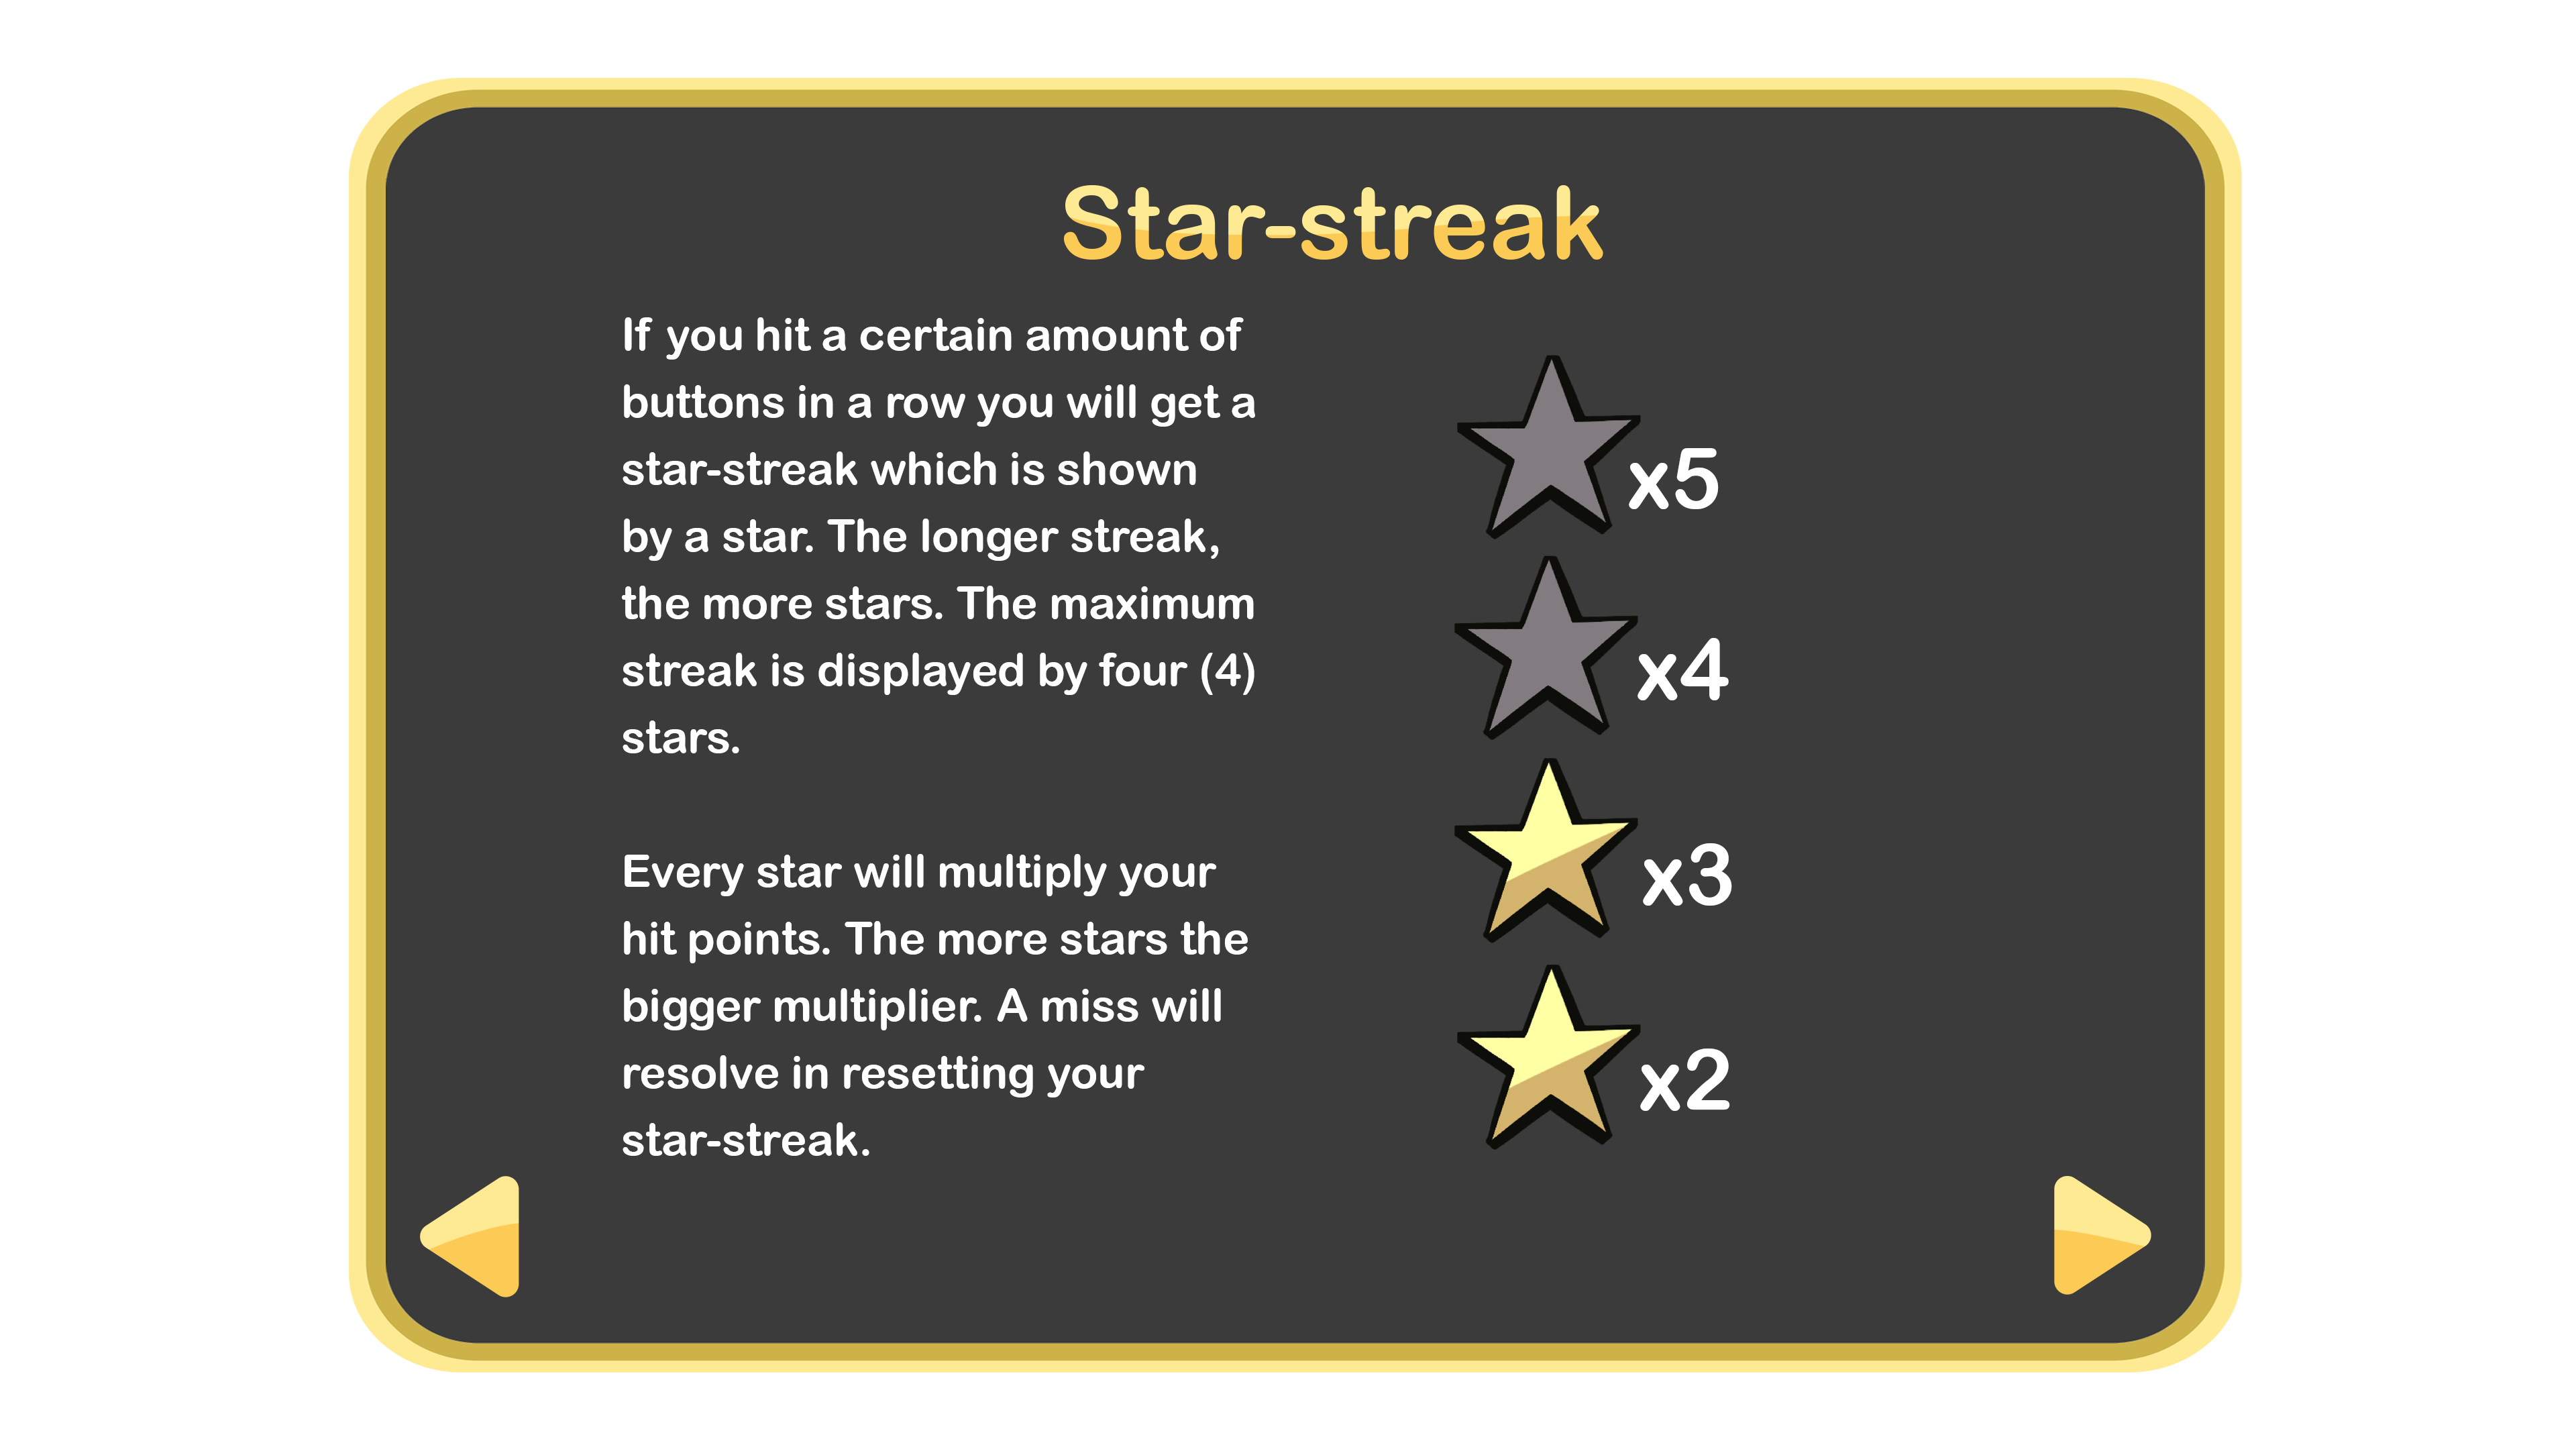 Star-streak
If you hit a certain amount of
buttons in a row you will get a
star-streak which is shown
by a star. The longer streak,
the more stars. The maximum
streak is displayed by four (4)
stars.
Every star will multiply your
hit points. The more stars the
bigger multiplier. A miss will
resolve in resetting your
star-streak.
x5
x4
x3
x2